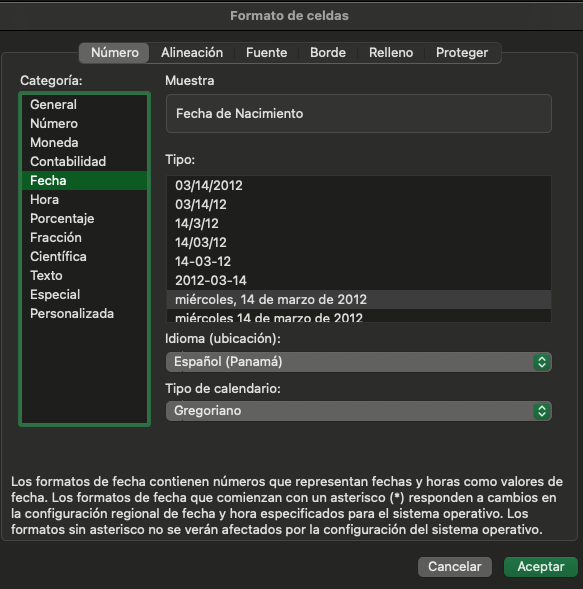 Formato de celdas
Número Alineación Fuente Borde Relleno Proteger
Categoría:
General
Número
Moneda
Contabilidad
Fecha
Hora
Porcentaje
Fracción
Científica
Texto
Especial
Personalizada
Muestra
Fecha de Nacimiento
Tipo:
03/14/2012
03/14/12
14/3/12
14/03/12
14-03-12
2012-03-14
miércoles, 14 de marzo de 2012
miércoles 14 de marzo de 2012
Idioma (ubicación):
Español (Panamá)
Tipo de calendario:
Gregoriano
Los formatos de fecha contienen números que representan fechas y horas como valores de
fecha. Los formatos de fecha que comienzan con un asterisco (*) responden a cambios en
la configuración regional de fecha y hora especificados para el sistema operativo. Los
formatos sin asterisco no se verán afectados por la configuración del sistema operativo.
Cancelar Aceptar